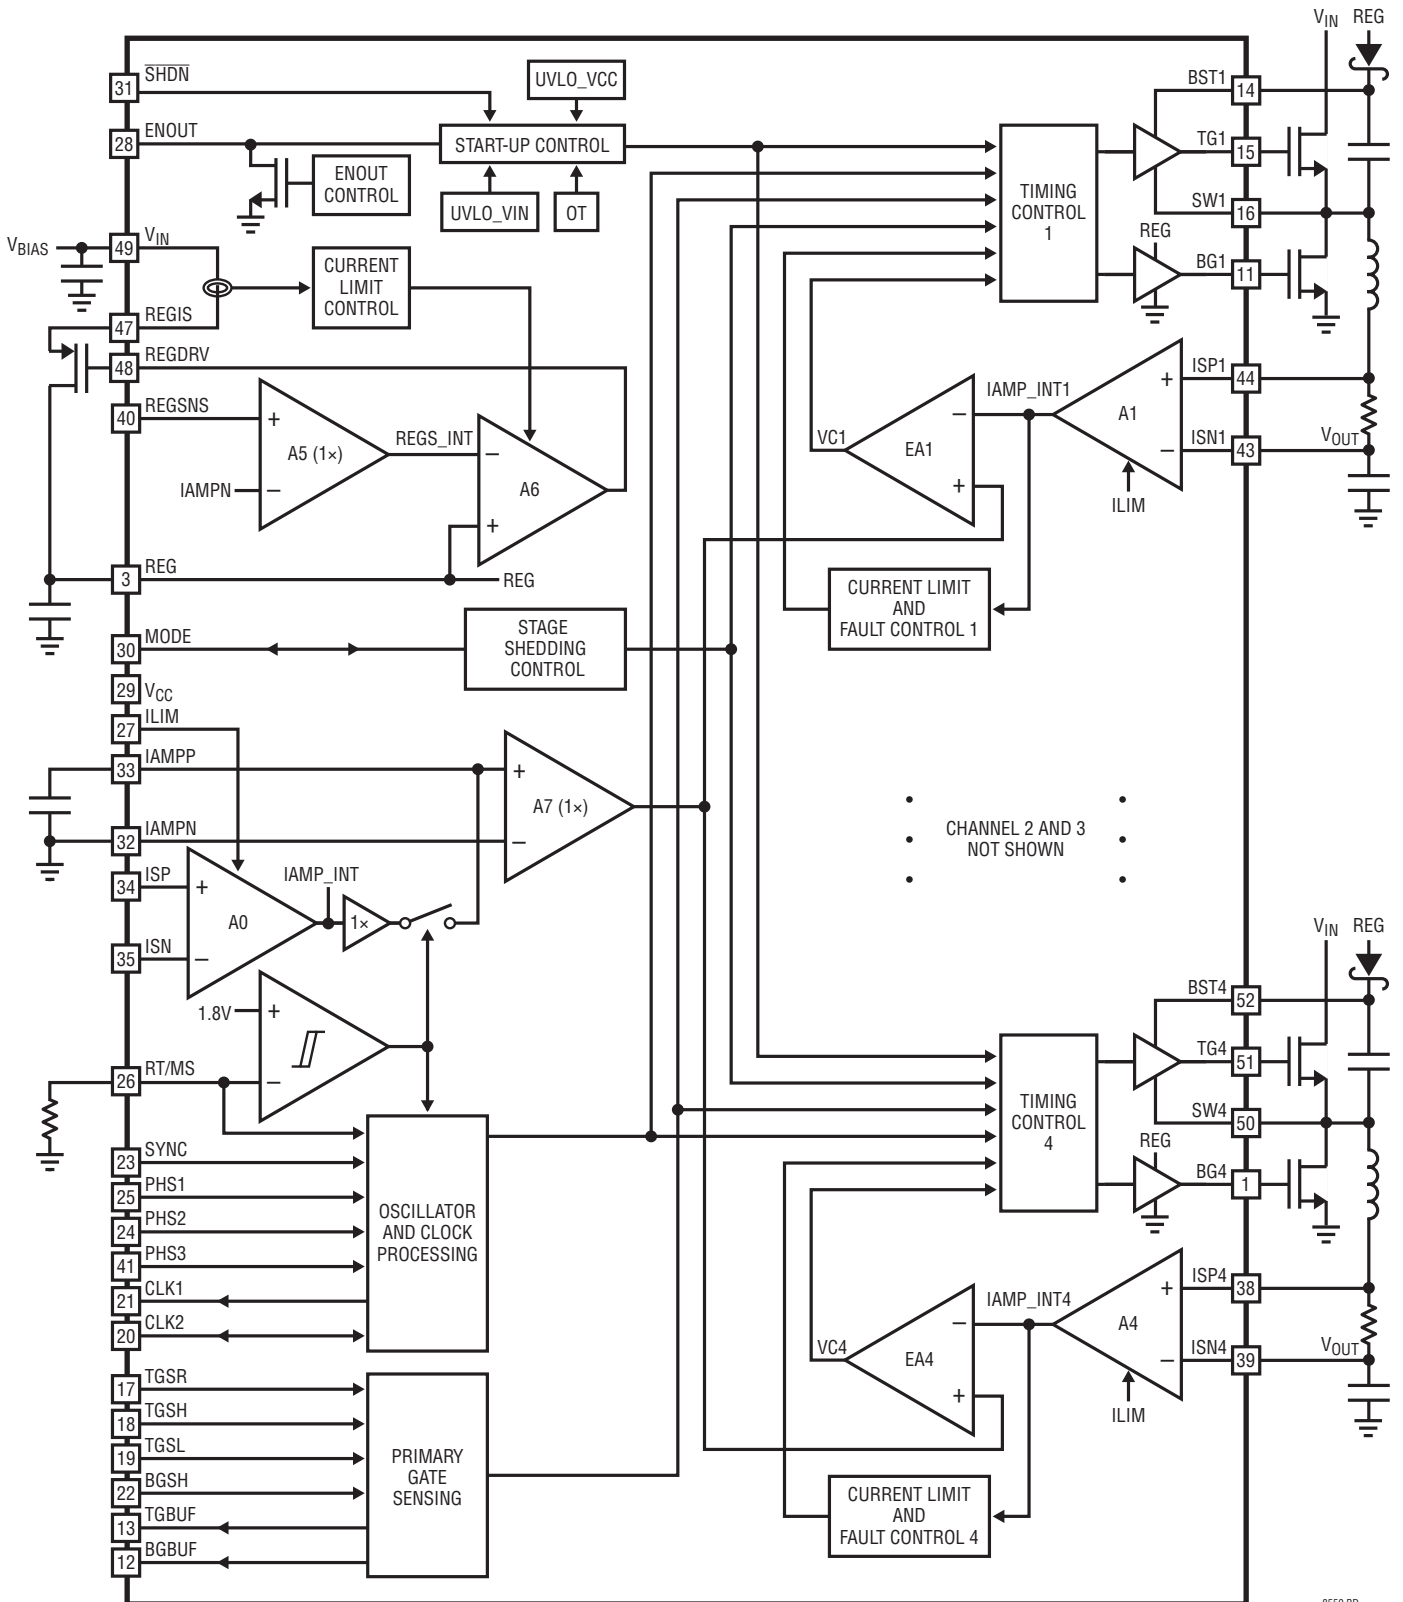 VIN REG
31 SHDN
UVLO_VCC
BST1
14
28 ENOUT
START-UP CONTROL
ENOUT
CONTROL
UVLO_VIN
OT
TIMING
CONTROL
1
TG1
15
SW1
16
REG
BG1
11
VBIAS
49 VIN
CURRENT
LIMIT
CONTROL
47 REGIS
48 REGDRV
40 REGSNS
+
A5 (1×)
IAMPN
–
REGS_INT
–
A6
+
3 REG
REG
ISP1
44
+
A1
IAMP_INT1
–
EA1
+
VC1
ISN1
43
–
VOUT
ILIM
CURRENT LIMIT
AND
FAULT CONTROL 1
30 MODE
STAGE
SHEDDING
CONTROL
29 VCC
27 ILIM
33 IAMPP
+
A7 (1×)
–
32 IAMPN
CHANNEL 2 AND 3
NOT SHOWN
34 ISP
+
A0
IAMP_INT
1×
35 ISN
–
1.8V
+
26 RT/MS
–
23 SYNC
25 PHS1
24 PHS2
41 PHS3
21 CLK1
20 CLK2
OSCILLATOR
AND CLOCK
PROCESSING
17 TGSR
18 TGSH
19 TGSL
22 BGSH
13 TGBUF
12 BGBUF
PRIMARY
GATE
SENSING
VIN REG
BST4
52
TIMING
CONTROL
4
TG4
51
SW4
50
REG
BG4
1
ISP4
38
+
A4
IAMP_INT4
–
EA4
+
VC4
ISN4
39
–
VOUT
ILIM
CURRENT LIMIT
AND
FAULT CONTROL 4